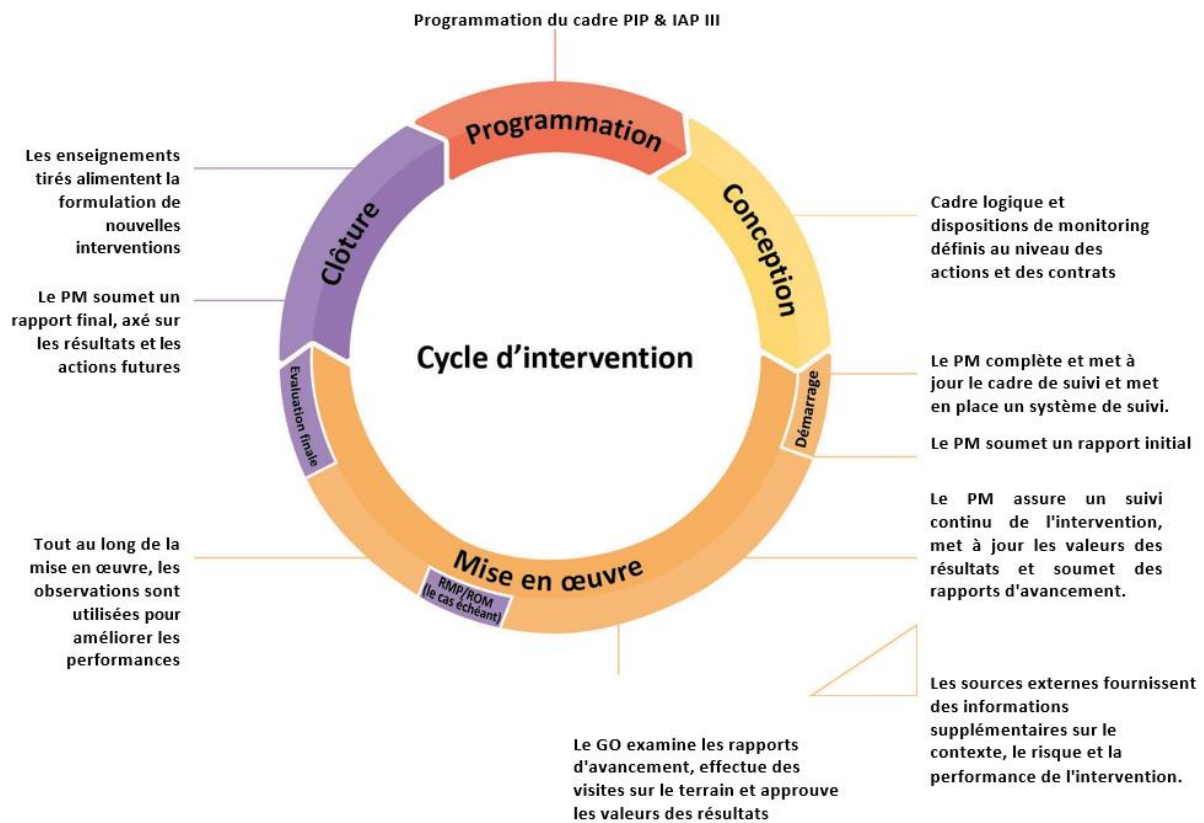 Programmation du cadre PIP & IAP III
Programmation
Conception
Clôture
Cycle d'intervention
Démarrage
Evaluation finale
Mise en œuvre
RMP/ROM
(le cas échéant)
Les enseignements
tirés alimentent la
formulation de
nouvelles
interventions
Le PM soumet un
rapport final, axé sur
les résultats et les
actions futures
Tout au long de la
mise en œuvre, les
observations sont
utilisées pour
améliorer les
performances
Cadre logique et
dispositions de monitoring
définis au niveau des
actions et des contrats
Le PM complète et met à
jour le cadre de suivi et met
en place un système de suivi.
Le PM soumet un rapport initial
Le PM assure un suivi
continu de l'intervention,
met à jour les valeurs des
résultats et soumet des
rapports d'avancement.
Les sources externes fournissent
des informations
supplémentaires sur le
contexte, le risque et la
performance de l'intervention.
Le GO examine les rapports
d'avancement, effectue des
visites sur le terrain et approuve
les valeurs des résultats